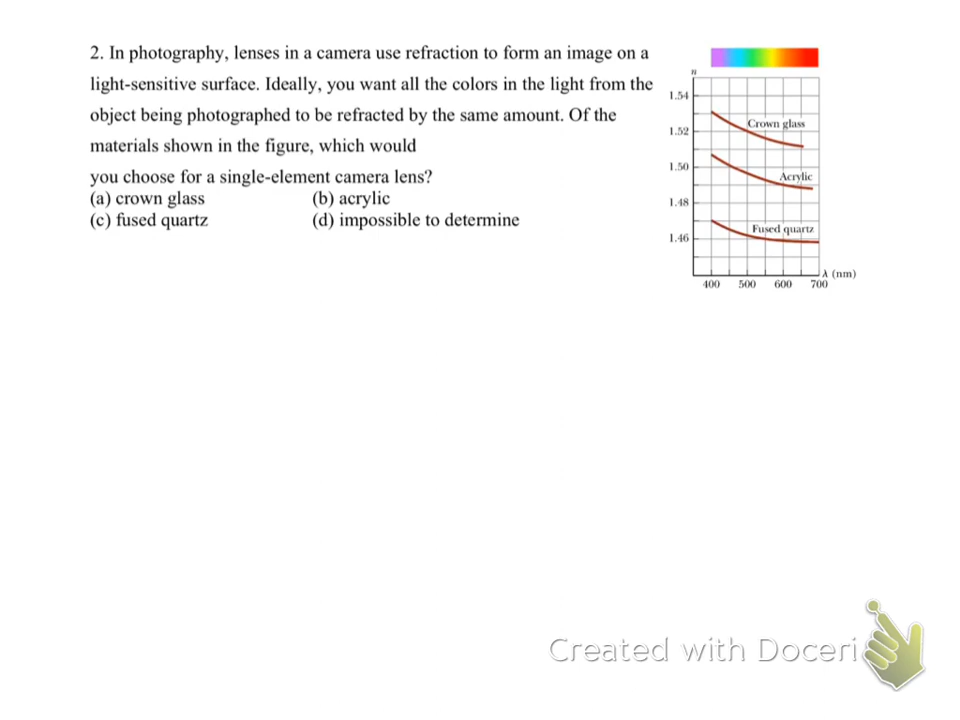 2. In photography, lenses in a camera use refraction to form an image on a
light-sensitive surface. Ideally, you want all the colors in the light from the
object being photographed to be refracted by the same amount. Of the
materials shown in the figure, which would
you choose for a single-element camera lens?
(a) crown glass (b) acrylic
(c) fused quartz (d) impossible to determine
n
1.54
Crown glass
1.52
1.50
Acrylic
1.48
Fused quartz
1.46
λ (nm)
400 500 600 700
Created with Doceri